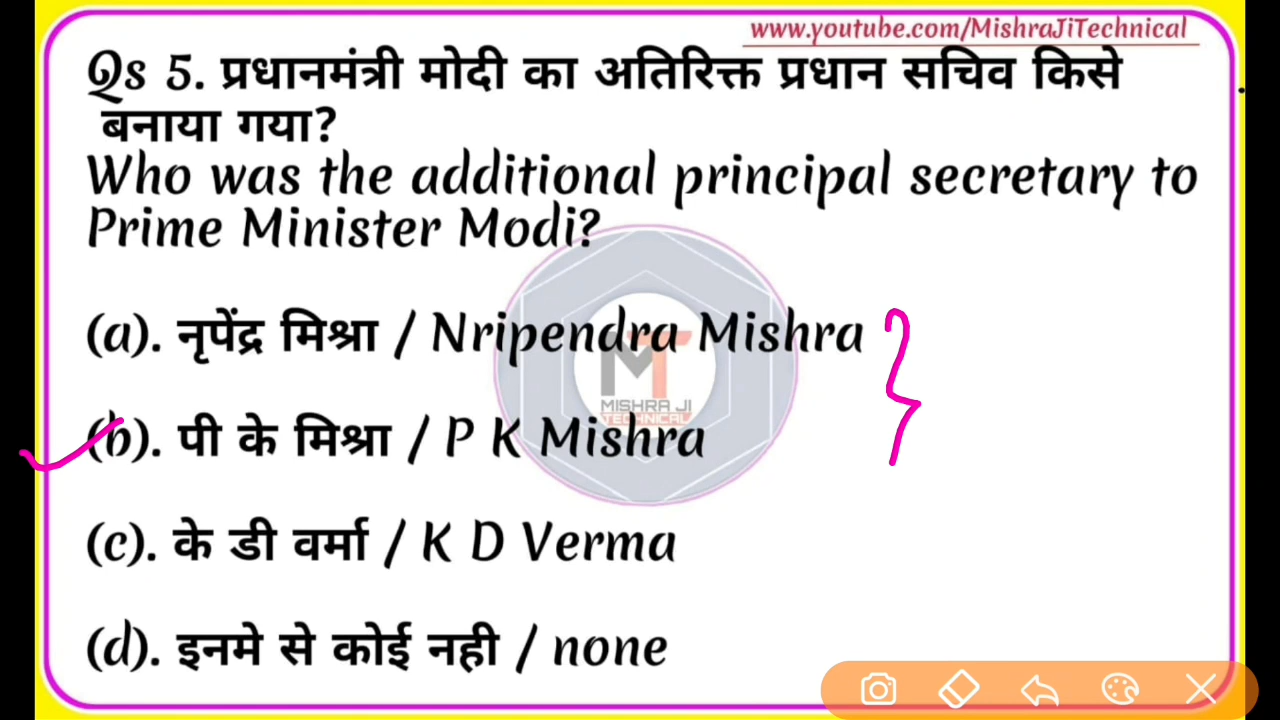 www.youtube.com/MishraJiTechnical
Qs 5. प्रधानमंत्री मोदी का अतिरिक्त प्रधान सचिव किसे
बनाया गया?
Who was the additional principal secretary to
Prime Minister Modi?
(a). नृपेंद्र मिश्रा / Nripendra Mishra
(b). पी के मिश्रा / P K Mishra
MT
MISHRA JI
TECHNICAL
(c). के डी वर्मा / K D Verma
(d). इनमे से कोई नही / none